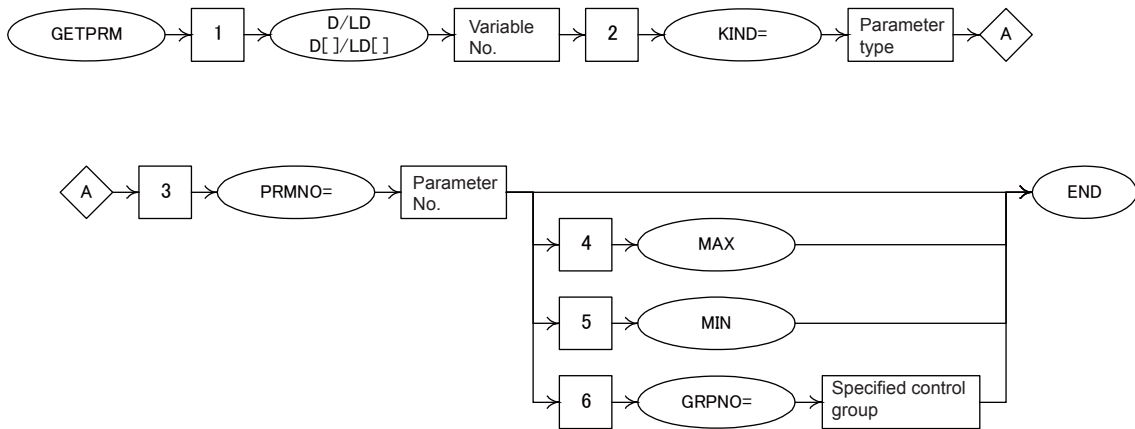 GETPRM
1
D/LD
D[ ]/LD[ ]
Variable
No.
2
KIND=
Parameter
type
A
A
3
PRMNO=
Parameter
No.
END
4
MAX
5
MIN
6
GRPNO=
Specified control
group